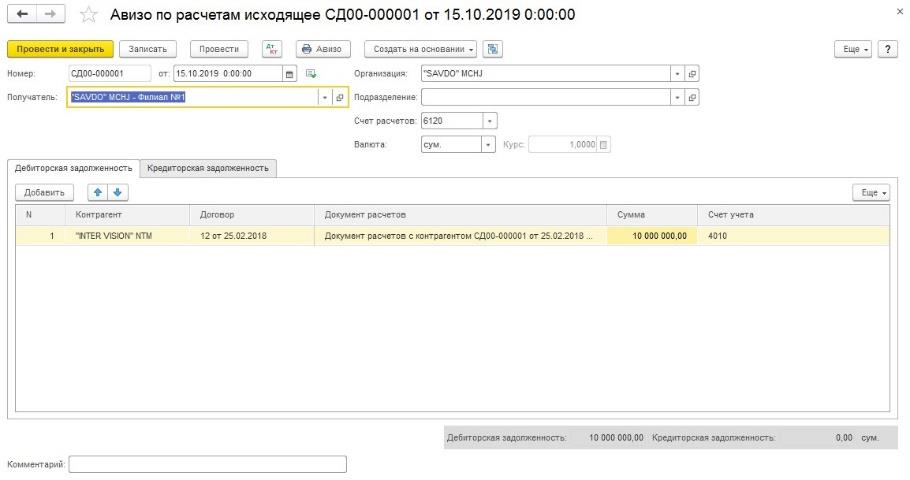 Авизо по расчетам исходящее СД00-000001 от 15.10.2019 0:00:00
Провести и закрыть Записать Провести Дт Кт Авизо Создать на основании Еще ?
Номер: СД00-000001 от: 15.10.2019 0:00:00 Организация: "SAVDO" MCHJ
Получатель: "SAVDO" MCHJ - Филиал №1 Подразделение:
Счет расчетов: 6120
Валюта: сум. Курс: 1,0000
Дебиторская задолженность Кредиторская задолженность
Добавить Еще
N Контрагент Договор Документ расчетов Сумма Счет учета
1 "INTER VISION" NTM 12 от 25.02.2018 Документ расчетов с контрагентом СД00-000001 от 25.02.2018 ... 10 000 000,00 4010
Дебиторская задолженность: 10 000 000,00 Кредиторская задолженность: 0,00 сум.
Комментарий: